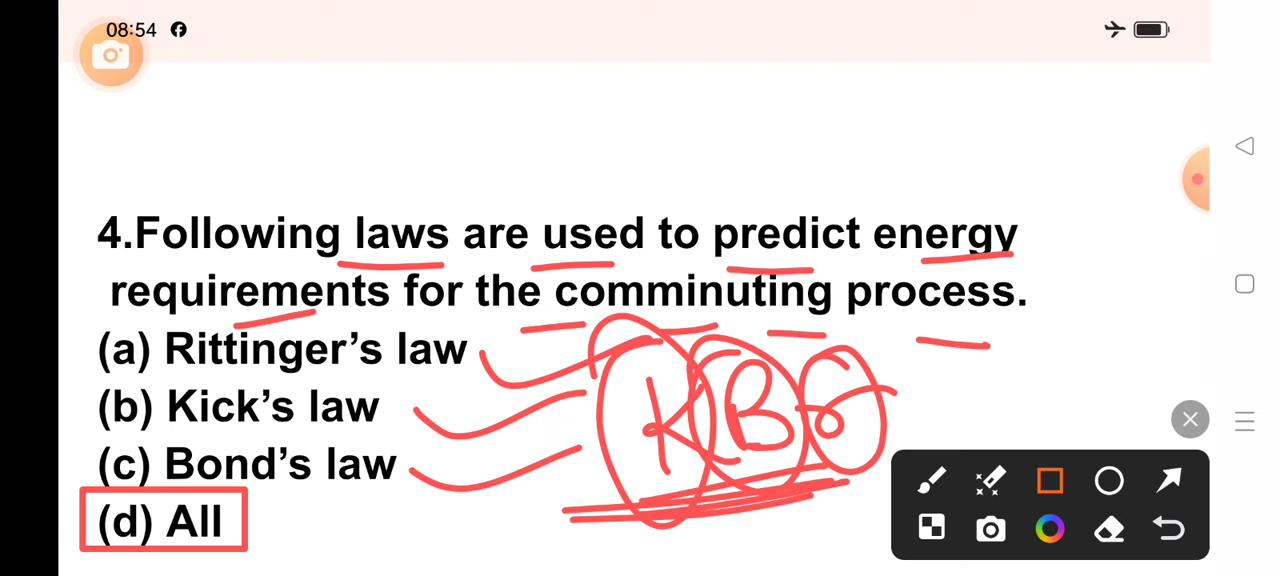 08:54
4.Following laws are used to predict energy
requirements for the comminuting process.
(a) Rittinger’s law
(b) Kick’s law
(c) Bond’s law
(d) All
KB